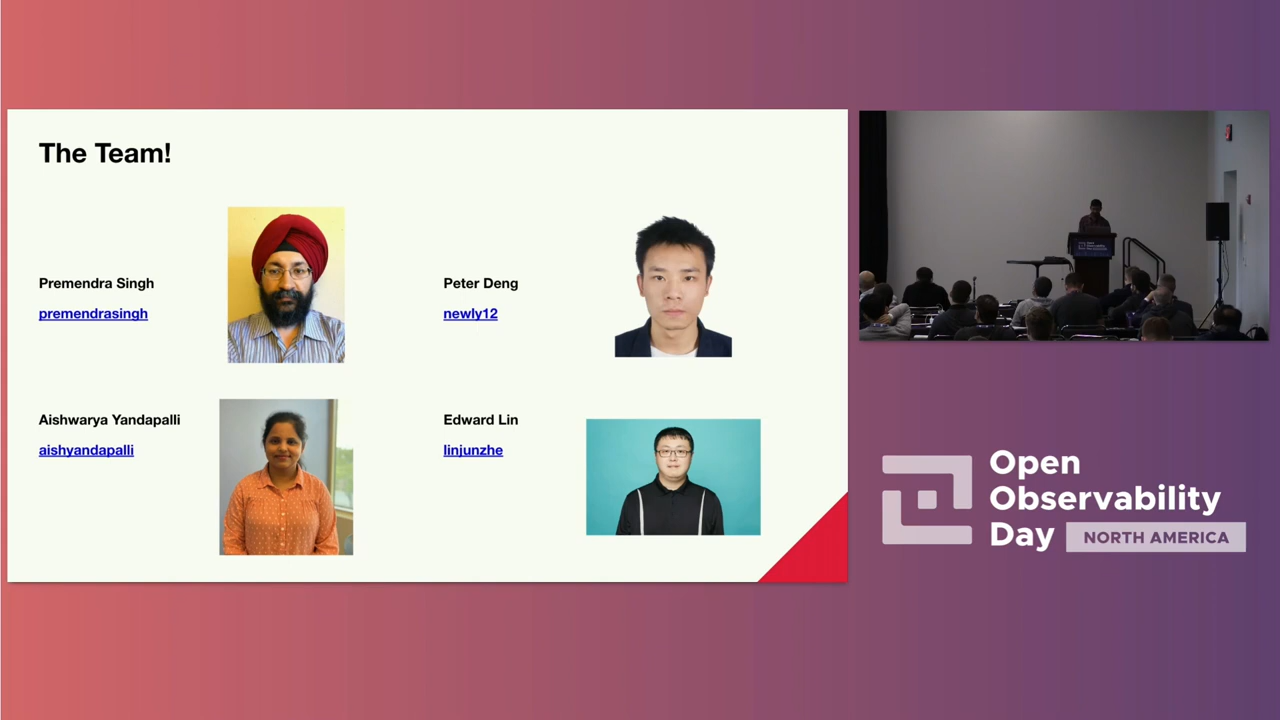 The Team!
Premendra Singh
premendrasingh
Peter Deng
newly12
Aishwarya Yandapalli
aishyandapalli
Edward Lin
linjunzhe
Open
Observability
Day NORTH AMERICA